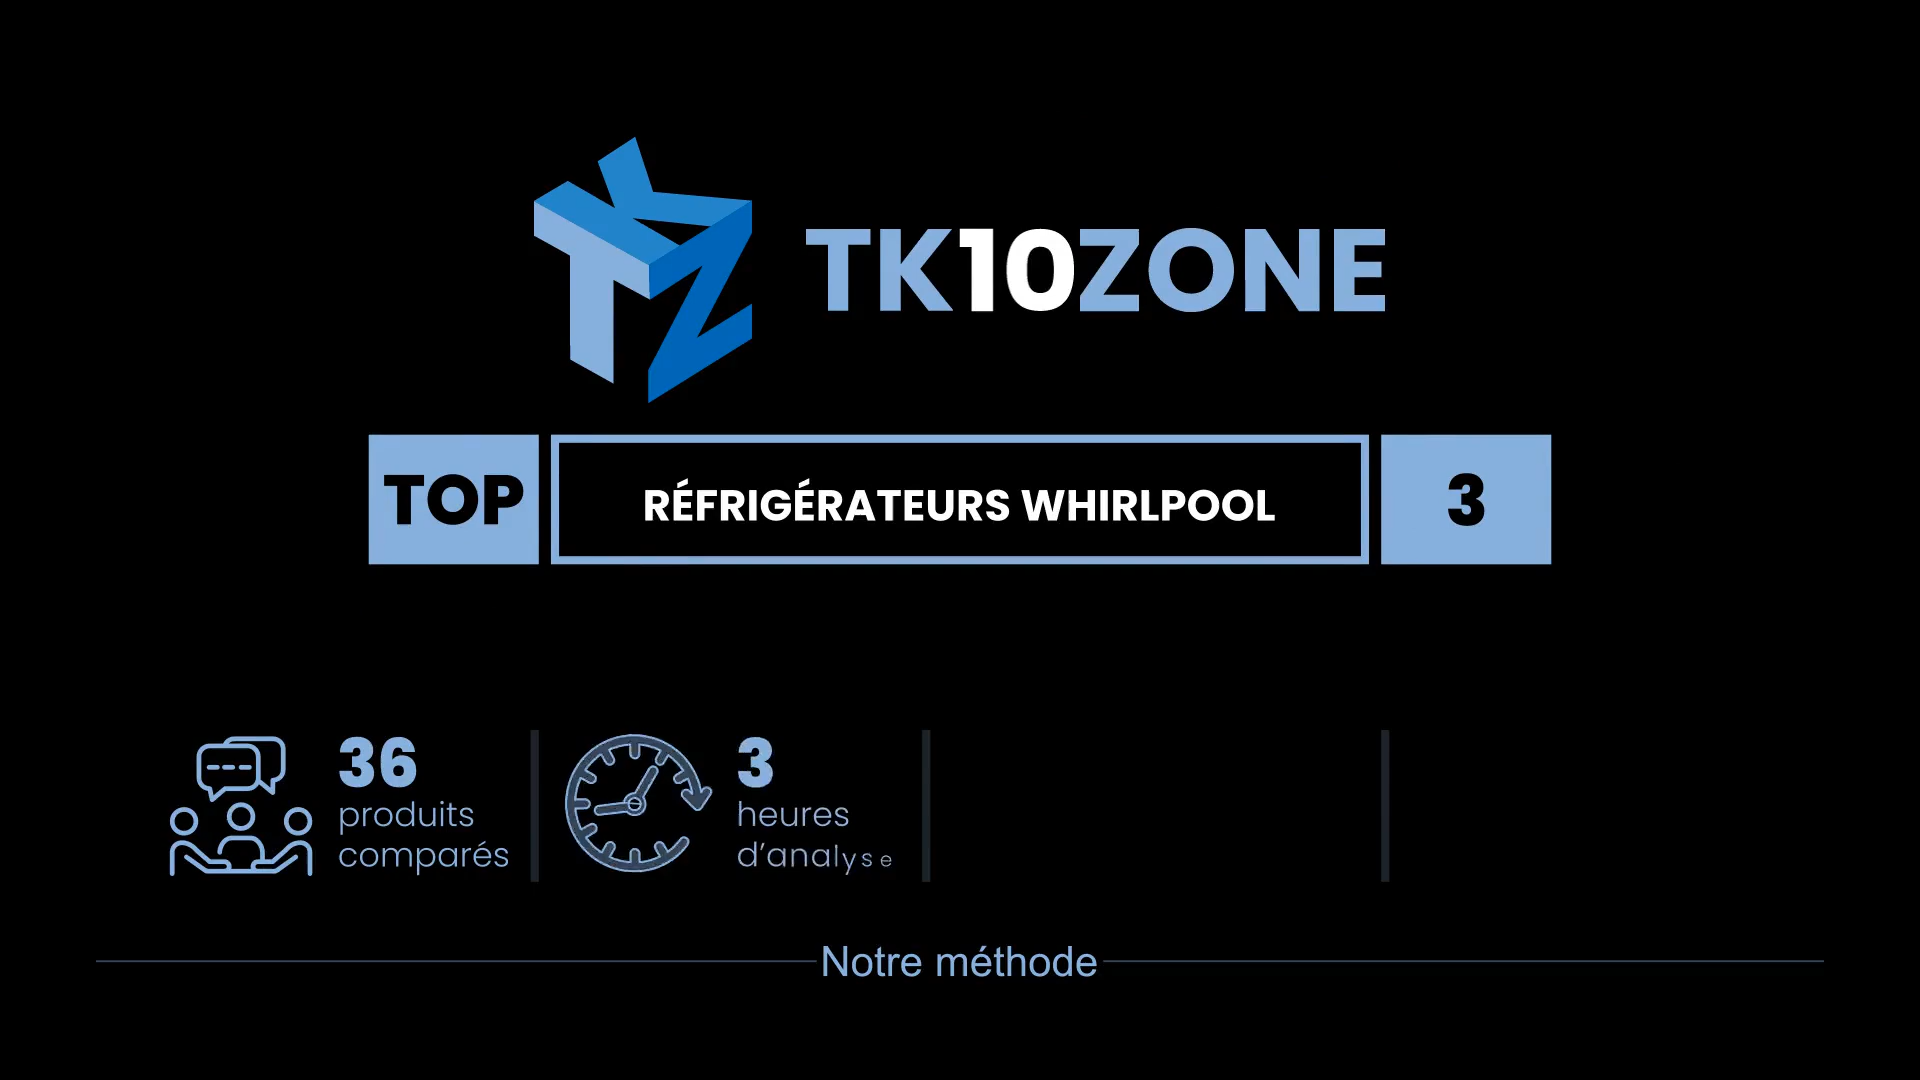 TK10ZONE
TOP
RÉFRIGÉRATEURS WHIRLPOOL
3
36
produits
comparés
3
heures
d’analyse
Notre méthode